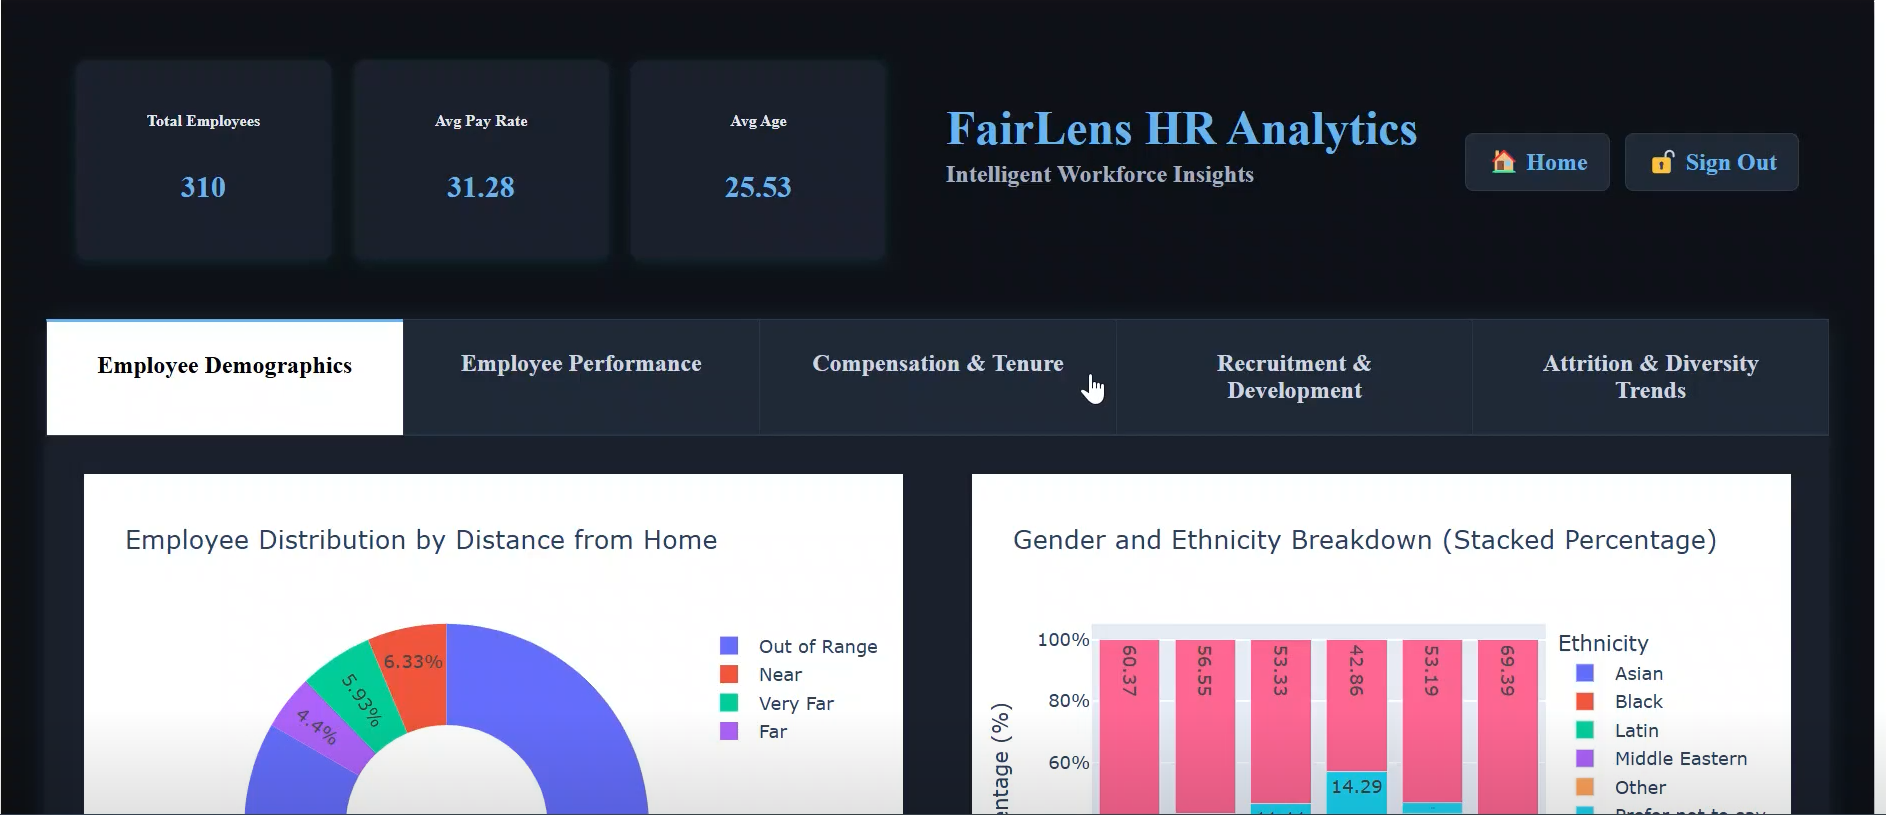 Total Employees
310
Avg Pay Rate
31.28
Avg Age
25.53
FairLens HR Analytics
Intelligent Workforce Insights
Home
Sign Out
Employee Demographics
Employee Performance
Compensation & Tenure
Recruitment &
Development
Attrition & Diversity
Trends
Employee Distribution by Distance from Home
6.33%
5.93%
4.4%
Out of Range
Near
Very Far
Far
Gender and Ethnicity Breakdown (Stacked Percentage)
100%
80%
60%
60.37
56.55
53.33
42.86
53.19
69.39
14.29
Ethnicity
Asian
Black
Latin
Middle Eastern
Other